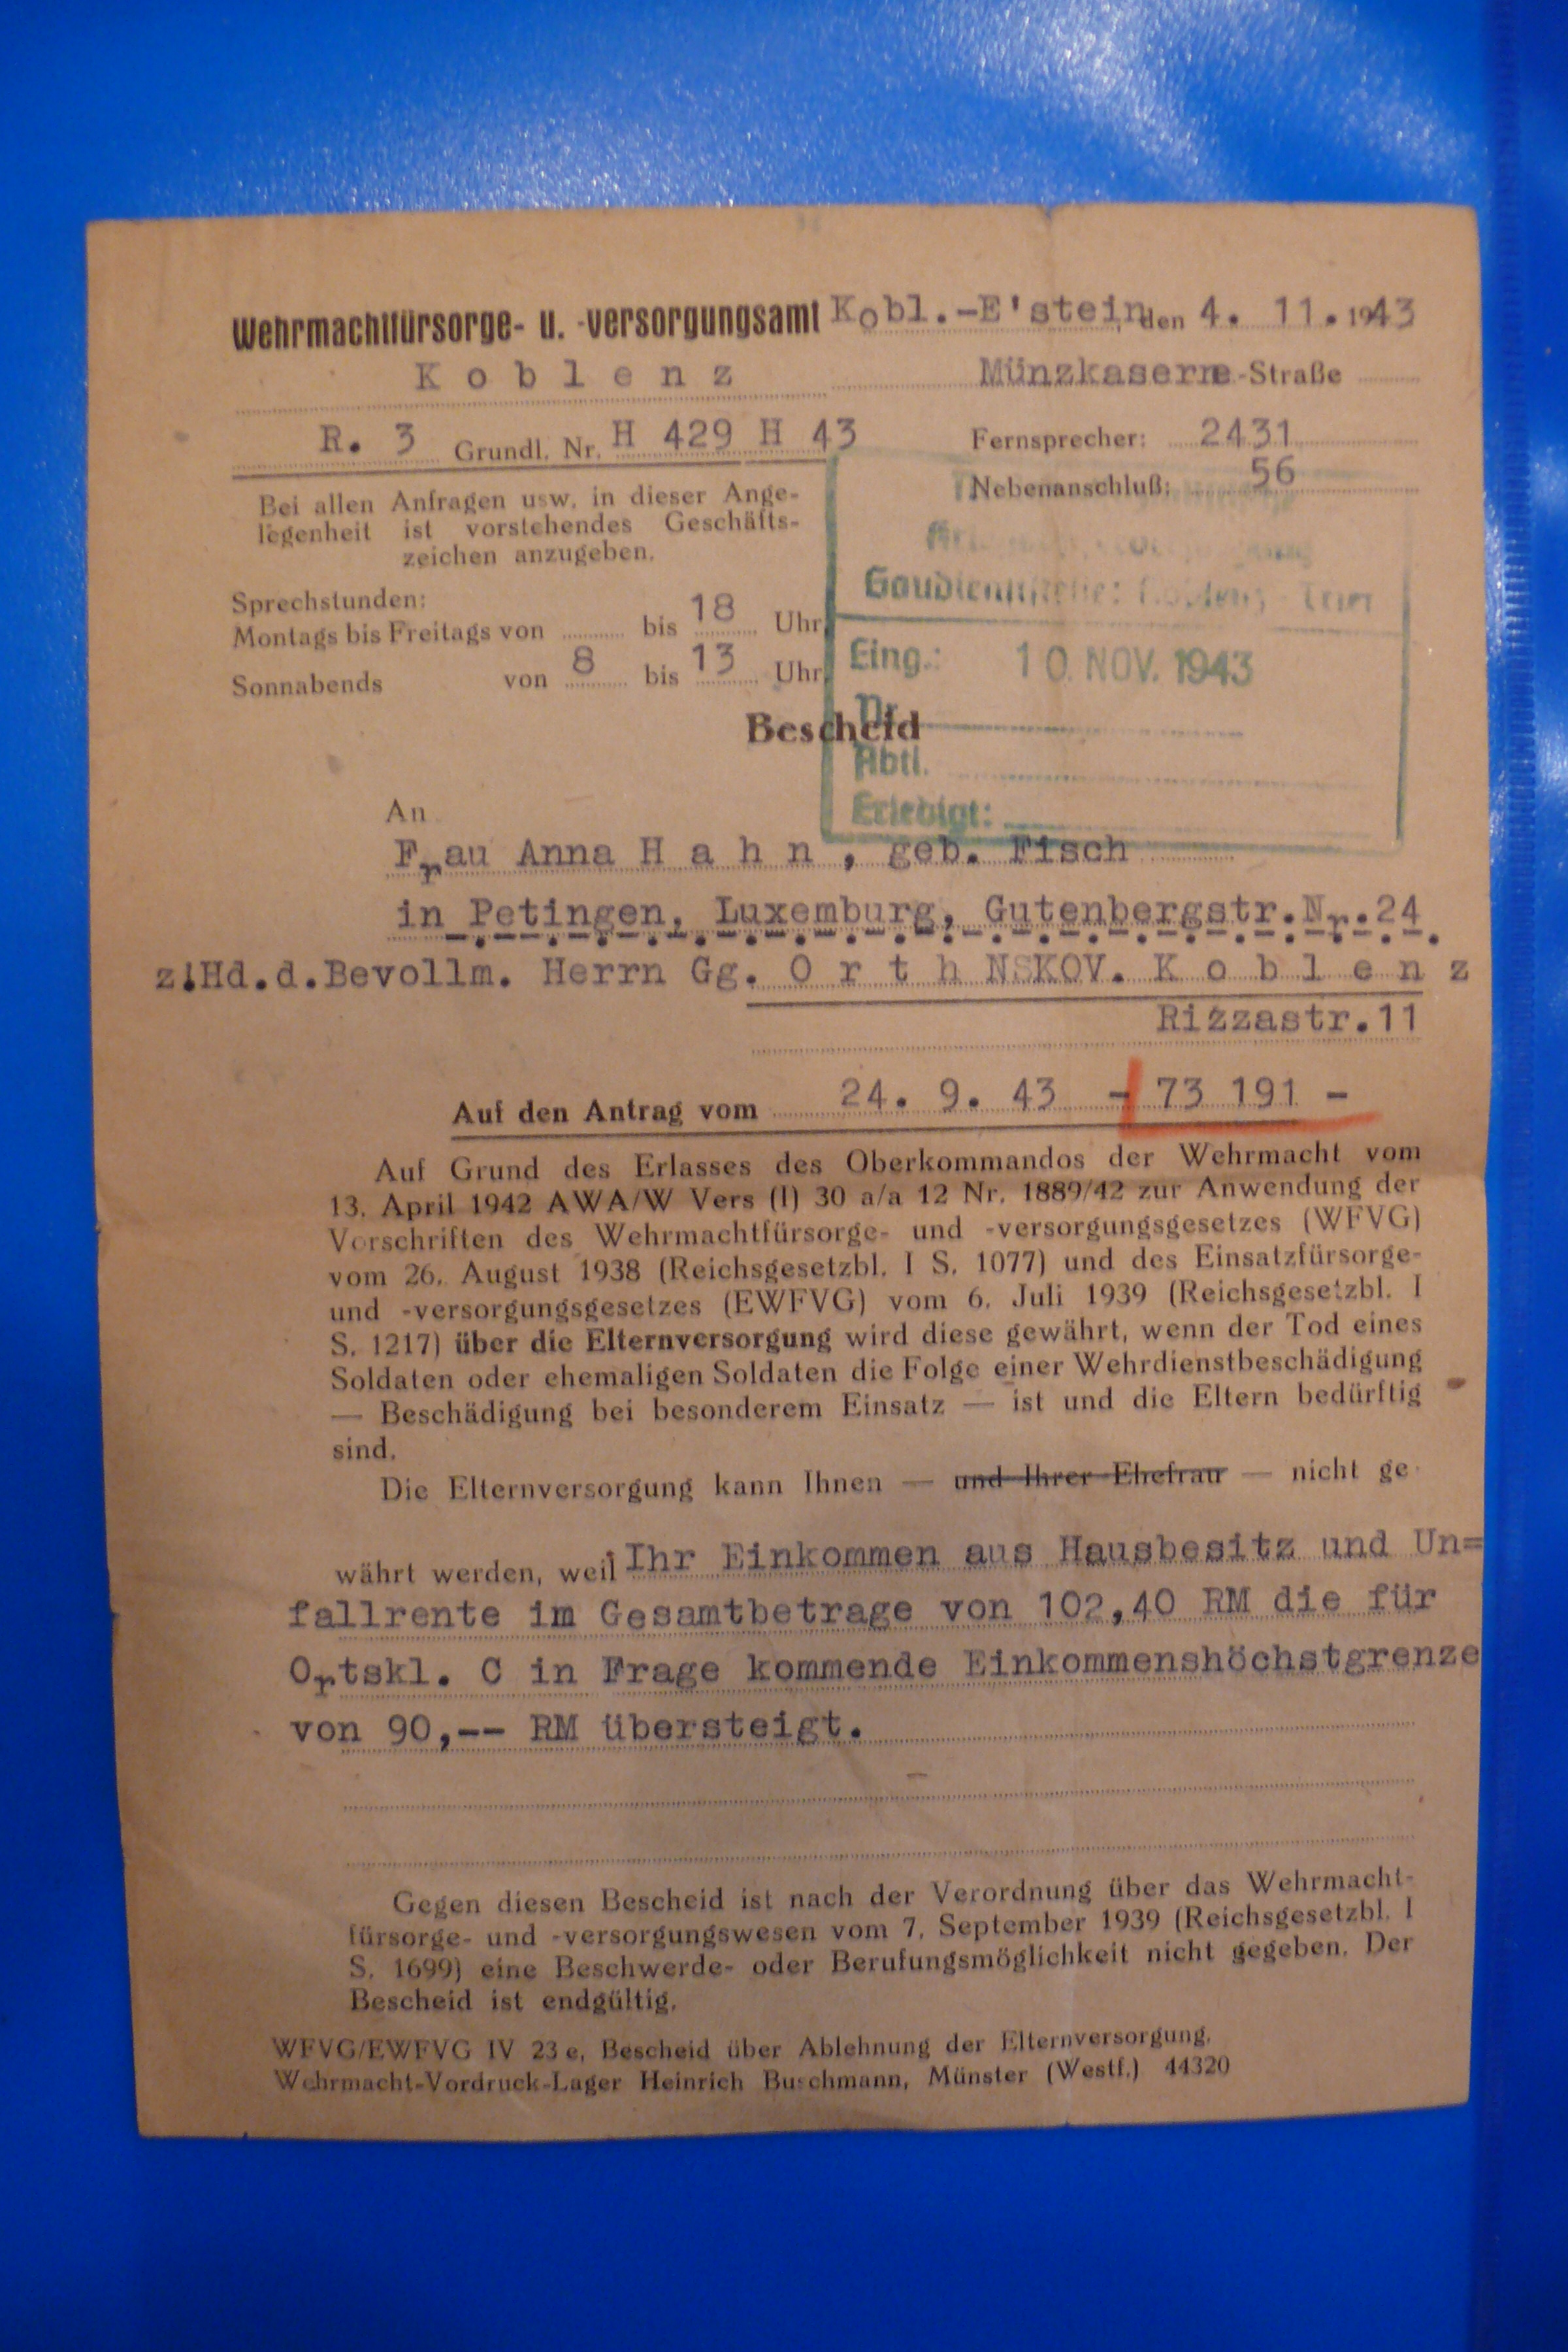 Wehrmachtfürsorge- u. -versorgungsamt Kobl.-E'stein, den 4. 11. 1943
Koblenz Münzkaserne-Straße
R. 3 Grundl. Nr. H 429 H 43 Fernsprecher: 2431
Nebenanschluß: 56
Bei allen Anfragen usw. in dieser Ange-
legenheit ist vorstehendes Geschäfts-
zeichen anzugeben.
Gaudienststelle: Koblenz-Trier
Sprechstunden:
Montags bis Freitags von bis 18 Uhr
Sonnabends von 8 bis 13 Uhr
Eing.: 10. NOV. 1943
Nr.
Bescheid
Abtl.
Erledigt:
An
Frau Anna Hahn, geb. Fisch
in Petingen, Luxemburg, Gutenbergstr.Nr.24
z.Hd.d.Bevollm. Herrn Gg. Orth NSKOV. Koblenz
Rizzastr.11
Auf den Antrag vom 24. 9. 43 - 73 191 -
Auf Grund des Erlasses des Oberkommandos der Wehrmacht vom
13. April 1942 AWA/W Vers (I) 30 a/a 12 Nr. 1889/42 zur Anwendung der
Vorschriften des Wehrmachtfürsorge- und -versorgungsgesetzes (WFVG)
vom 26. August 1938 (Reichsgesetzbl. I S. 1077) und des Einsatzfürsorge-
und -versorgungsgesetzes (EWFVG) vom 6. Juli 1939 (Reichsgesetzbl. I
S. 1217) über die Elternversorgung wird diese gewährt, wenn der Tod eines
Soldaten oder ehemaligen Soldaten die Folge einer Wehrdienstbeschädigung
— Beschädigung bei besonderem Einsatz — ist und die Eltern bedürftig
sind.
Die Elternversorgung kann Ihnen — und Ihrer Ehefrau — nicht ge-
währt werden, weil Ihr Einkommen aus Hausbesitz und Un=
fallrente im Gesamtbetrage von 102,40 RM die für
Ortskl. C in Frage kommende Einkommenshöchstgrenze
von 90,-- RM übersteigt.
Gegen diesen Bescheid ist nach der Verordnung über das Wehrmacht-
fürsorge- und -versorgungswesen vom 7. September 1939 (Reichsgesetzbl. I
S. 1699) eine Beschwerde- oder Berufungsmöglichkeit nicht gegeben. Der
Bescheid ist endgültig.
WFVG/EWFVG IV 23 e, Bescheid über Ablehnung der Elternversorgung.
Wehrmacht-Vordruck-Lager Heinrich Buschmann, Münster (Westf.) 44320